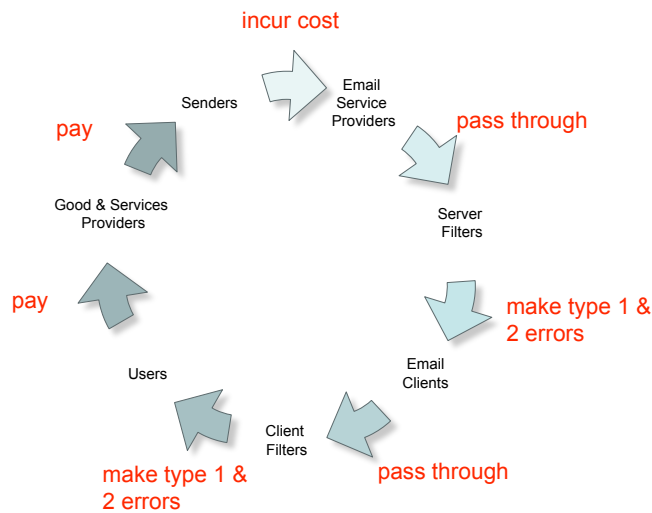 incur cost
Senders
Email
Service
Providers
pay
pass through
Good & Services
Providers
Server
Filters
pay
make type 1 &
2 errors
Users
Email
Clients
Client
Filters
make type 1 &
2 errors
pass through